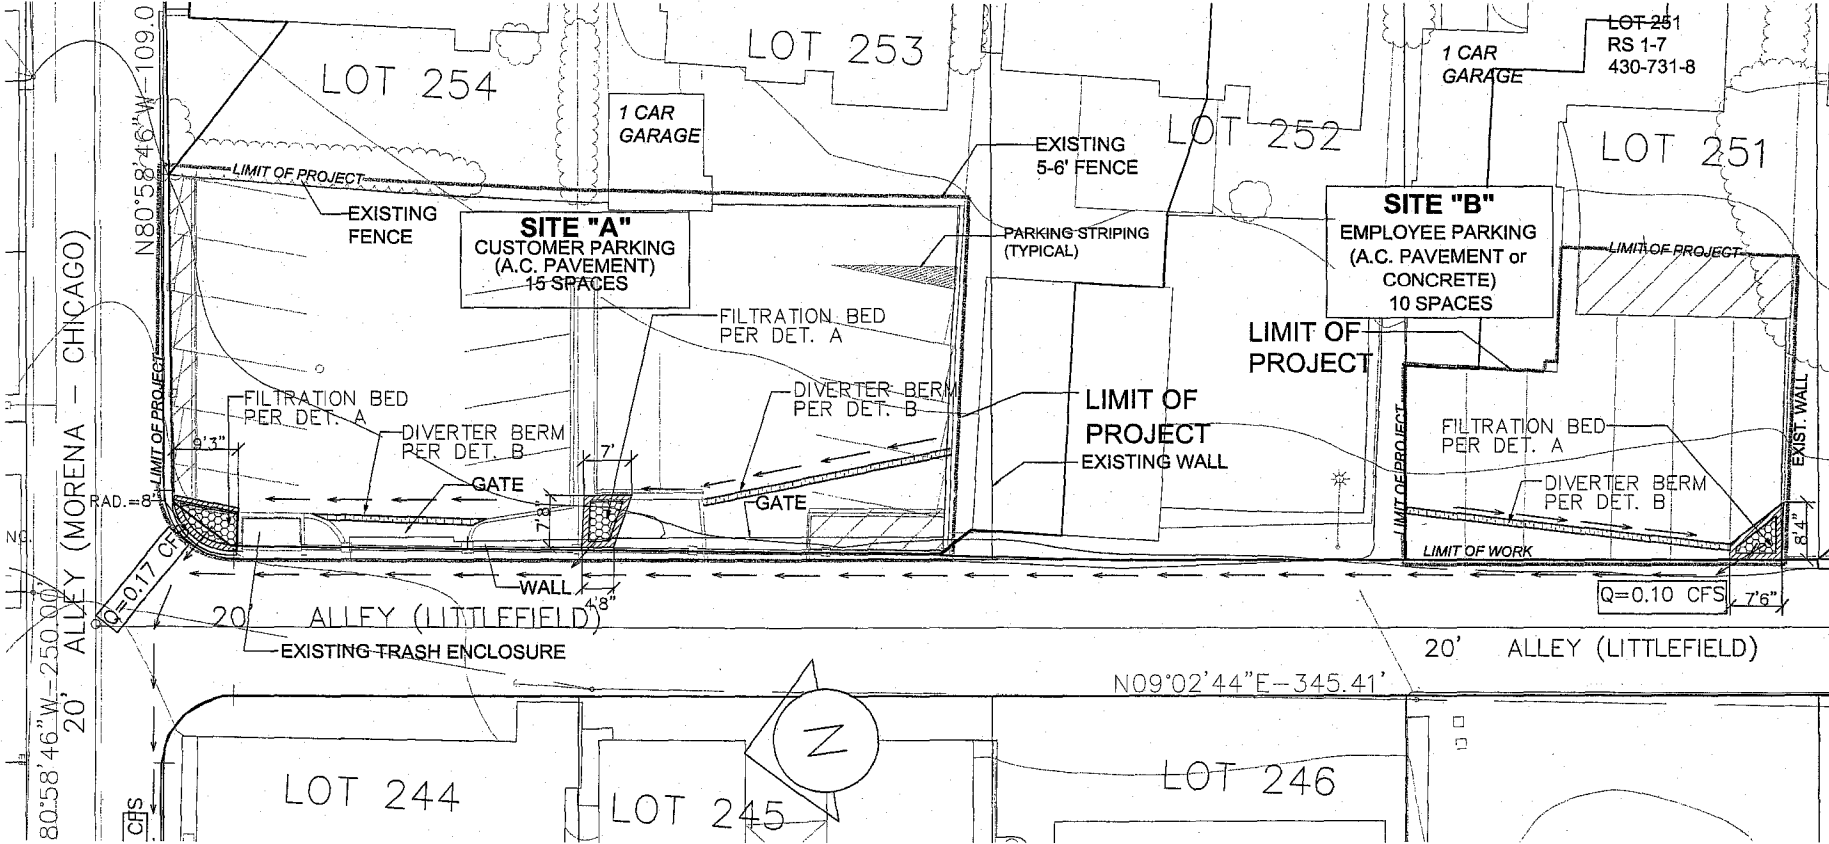 N80°58'46"W-109.0
LOT 254
LOT 253
1 CAR
GARAGE
LOT 252
1 CAR
GARAGE
LOT 251
RS 1-7
430-731-8
LOT 251
LIMIT OF PROJECT
EXISTING
FENCE
EXISTING
5-6' FENCE
SITE "A"
CUSTOMER PARKING
(A.C. PAVEMENT)
15 SPACES
PARKING STRIPING
(TYPICAL)
SITE "B"
EMPLOYEE PARKING
(A.C. PAVEMENT or
CONCRETE)
10 SPACES
LIMIT OF PROJECT
FILTRATION BED
PER DET. A
LIMIT OF
PROJECT
ALLEY (MORENA - CHICAGO)
LIMIT OF PROJECT
FILTRATION BED
PER DET. A
DIVERTER BERM
PER DET. B
LIMIT OF
PROJECT
DIVERTER BERM
PER DET. B
9'3"
7'
EXISTING WALL
LIMIT OF PROJECT
FILTRATION BED
PER DET. A
EXIST. WALL
GATE
RAD.=8'
7'8"
GATE
DIVERTER BERM
PER DET. B
8'4"
LIMIT OF WORK
WALL
4'8"
Q=0.17 CFS
Q=0.10 CFS
7'6"
20' ALLEY (LITTLEFIELD)
EXISTING TRASH ENCLOSURE
20' ALLEY (LITTLEFIELD)
N09°02'44"E-345.41'
80°58'46"W-250.00'
20'
N
LOT 244
LOT 245
LOT 246
CFS